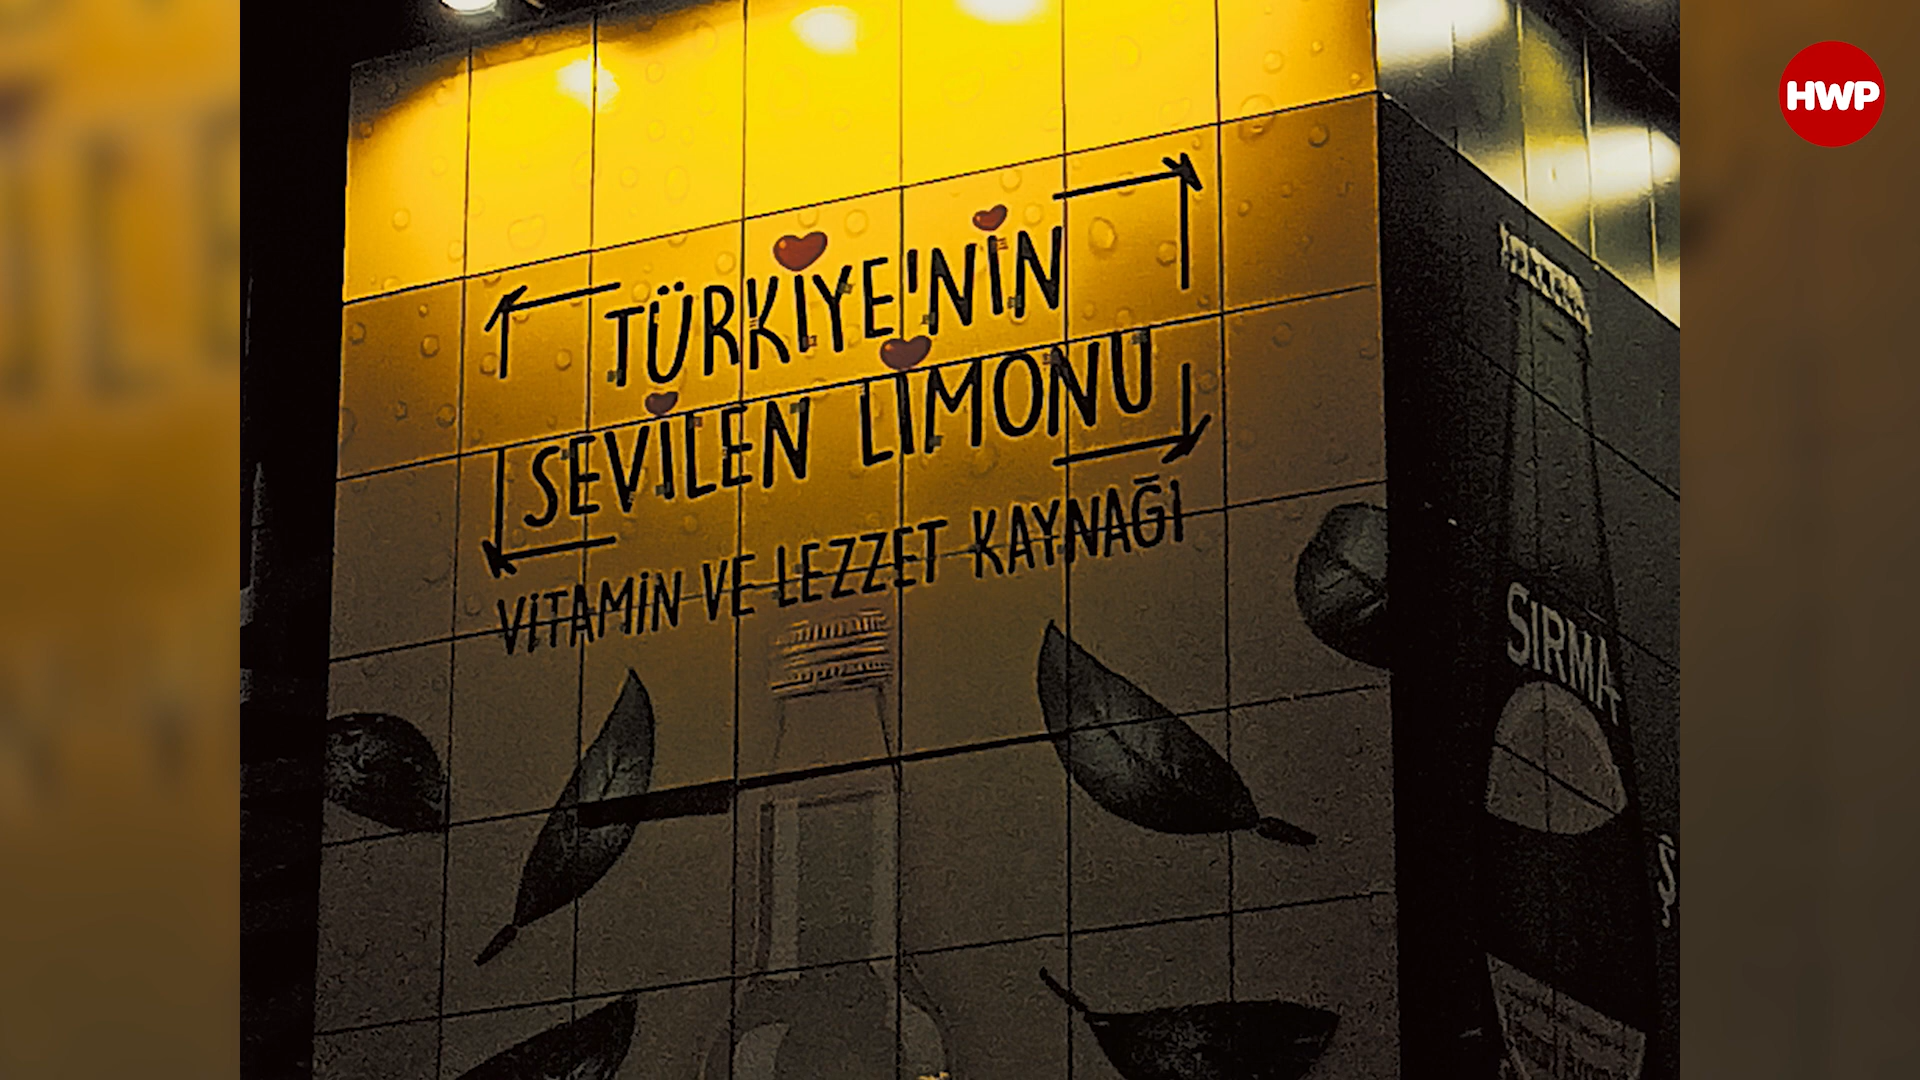 HWP
TÜRKİYE'NİN
SEVİLEN LİMONU
VİTAMİN VE LEZZET KAYNAĞI
SIRMA